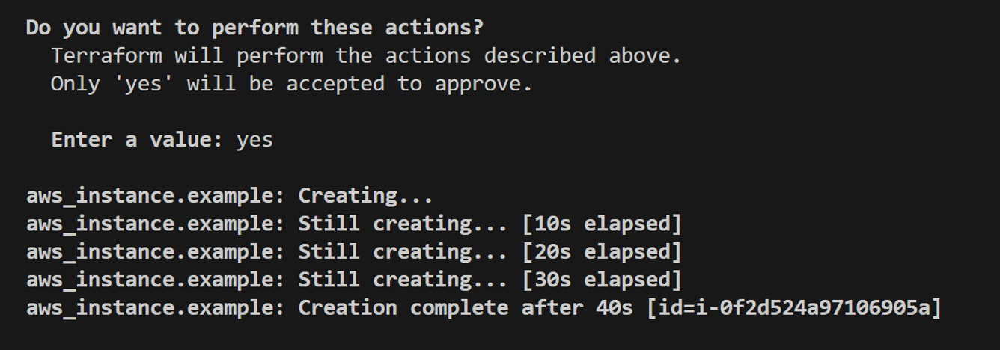 Do you want to perform these actions?
Terraform will perform the actions described above.
Only 'yes' will be accepted to approve.
Enter a value: yes
aws_instance.example: Creating...
aws_instance.example: Still creating... [10s elapsed]
aws_instance.example: Still creating... [20s elapsed]
aws_instance.example: Still creating... [30s elapsed]
aws_instance.example: Creation complete after 40s [id=i-0f2d524a97106905a]